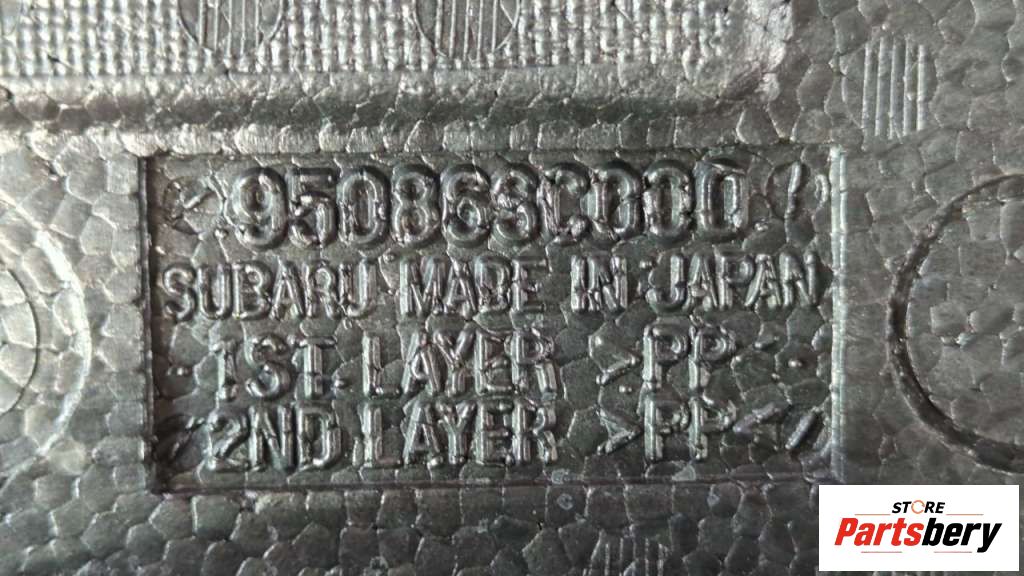 95086SC000
SUBARU MADE IN JAPAN
1ST LAYER >PP<
2ND LAYER >PP<
STORE
Partsbery